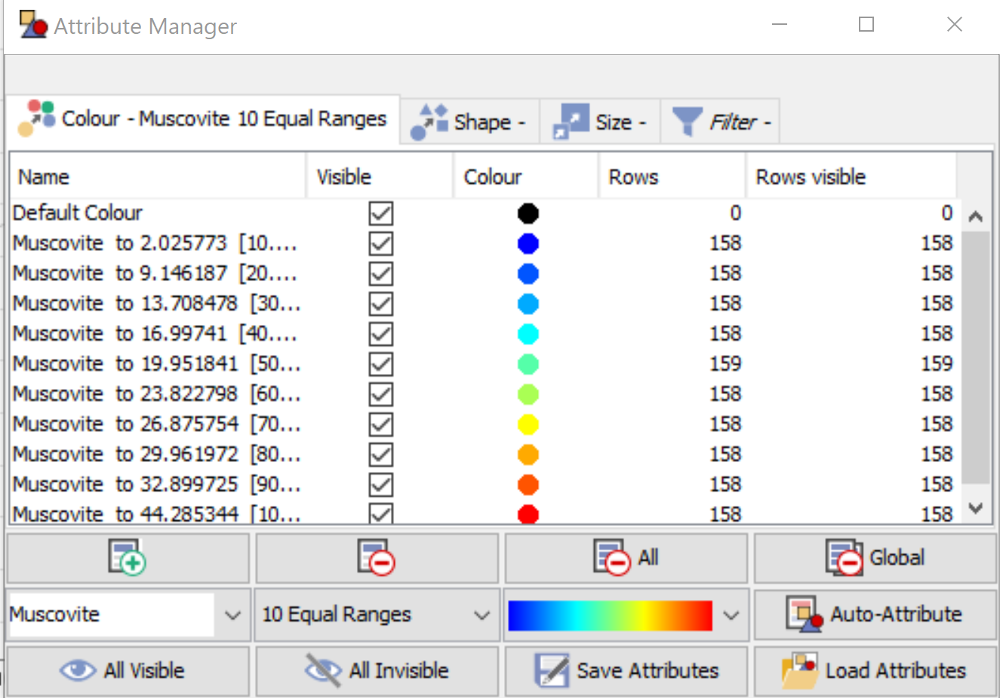 Attribute Manager
Colour - Muscovite 10 Equal Ranges Shape - Size - Filter -
Name Visible Colour Rows Rows visible
Default Colour 0 0
Muscovite to 2.025773 [10.... 158 158
Muscovite to 9.146187 [20.... 158 158
Muscovite to 13.708478 [30... 158 158
Muscovite to 16.99741 [40.... 158 158
Muscovite to 19.951841 [50... 159 159
Muscovite to 23.822798 [60... 158 158
Muscovite to 26.875754 [70... 158 158
Muscovite to 29.961972 [80... 158 158
Muscovite to 32.899725 [90... 158 158
Muscovite to 44.285344 [10... 158 158
All Global
Muscovite 10 Equal Ranges Auto-Attribute
All Visible All Invisible Save Attributes Load Attributes